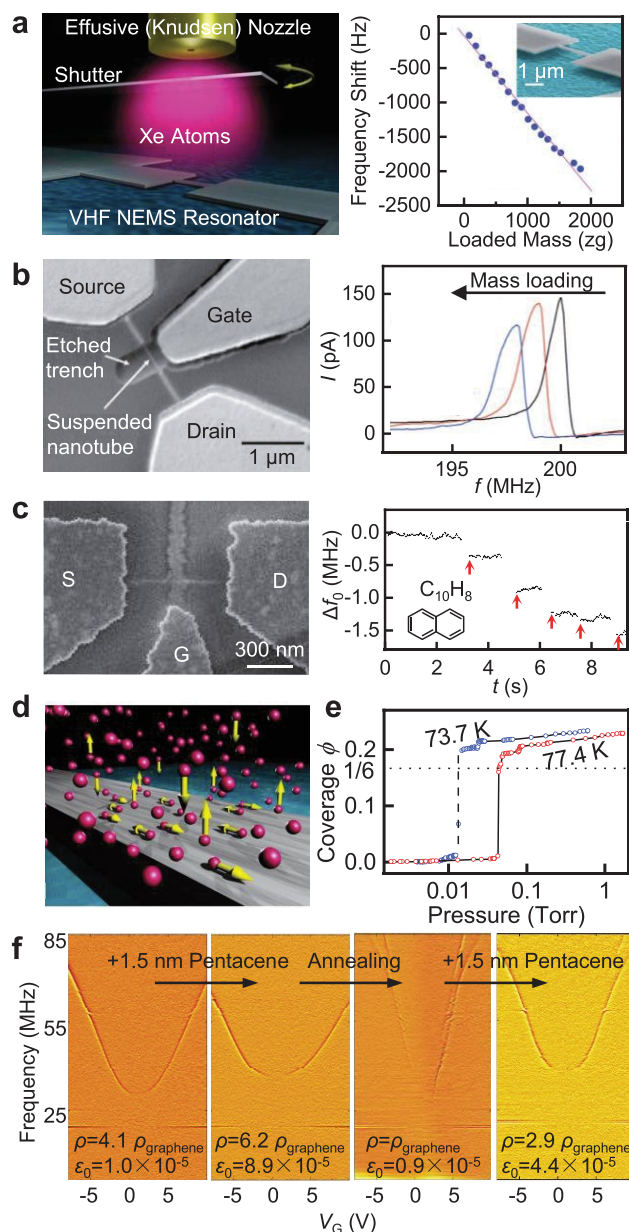 a
Effusive (Knudsen) Nozzle
Shutter
Xe Atoms
VHF NEMS Resonator
Frequency Shift (Hz)
0
-500
-1000
-1500
-2000
-2500
1 μm
0
1000
2000
Loaded Mass (zg)
b
Source
Gate
Etched
trench
Suspended
nanotube
Drain
1 μm
I (pA)
150
100
50
0
Mass loading
195
200
f (MHz)
c
S
D
G
300 nm
Δf₀ (MHz)
0.0
-0.5
-1.0
-1.5
C₁₀H₈
0
2
4
6
8
t (s)
d
e
Coverage ϕ
0.2
1/6
0.1
0.0
73.7 K
77.4 K
0.01
0.1
1
Pressure (Torr)
f
Frequency (MHz)
85
55
25
+1.5 nm Pentacene
Annealing
+1.5 nm Pentacene
ρ=4.1 ρgraphene
ε₀=1.0×10⁻⁵
ρ=6.2 ρgraphene
ε₀=8.9×10⁻⁵
ρ=ρgraphene
ε₀=0.9×10⁻⁵
ρ=2.9 ρgraphene
ε₀=4.4×10⁻⁵
-5 0 5 -5 0 5 -5 0 5 -5 0 5
V_G (V)